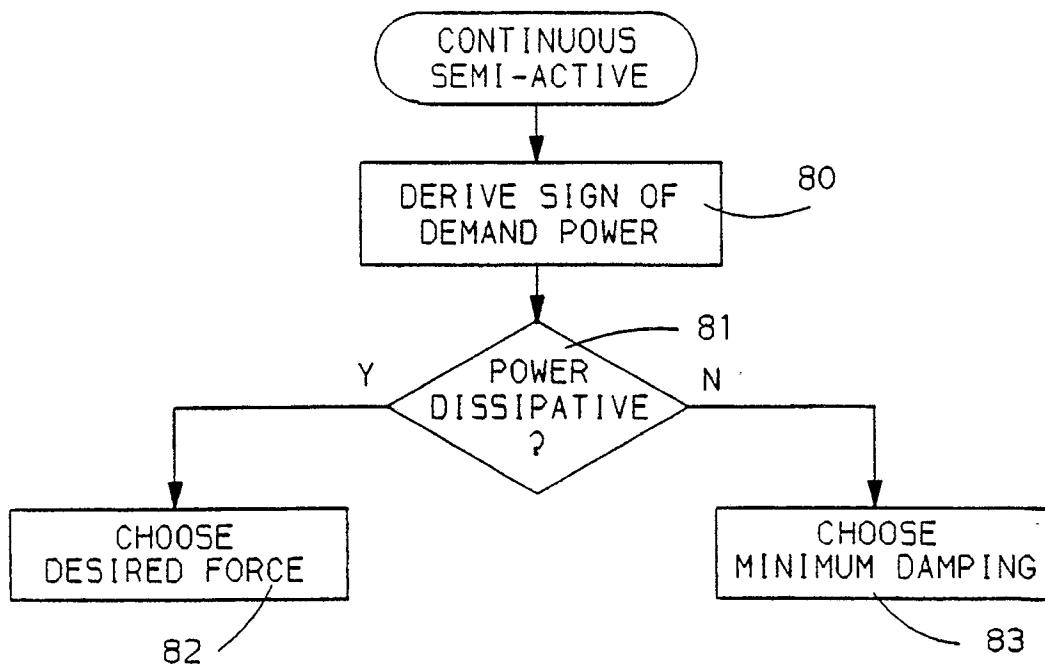 CONTINUOUS
SEMI-ACTIVE
DERIVE SIGN OF
DEMAND POWER
80
81
POWER
DISSIPATIVE
?
Y
N
CHOOSE
DESIRED FORCE
82
CHOOSE
MINIMUM DAMPING
83